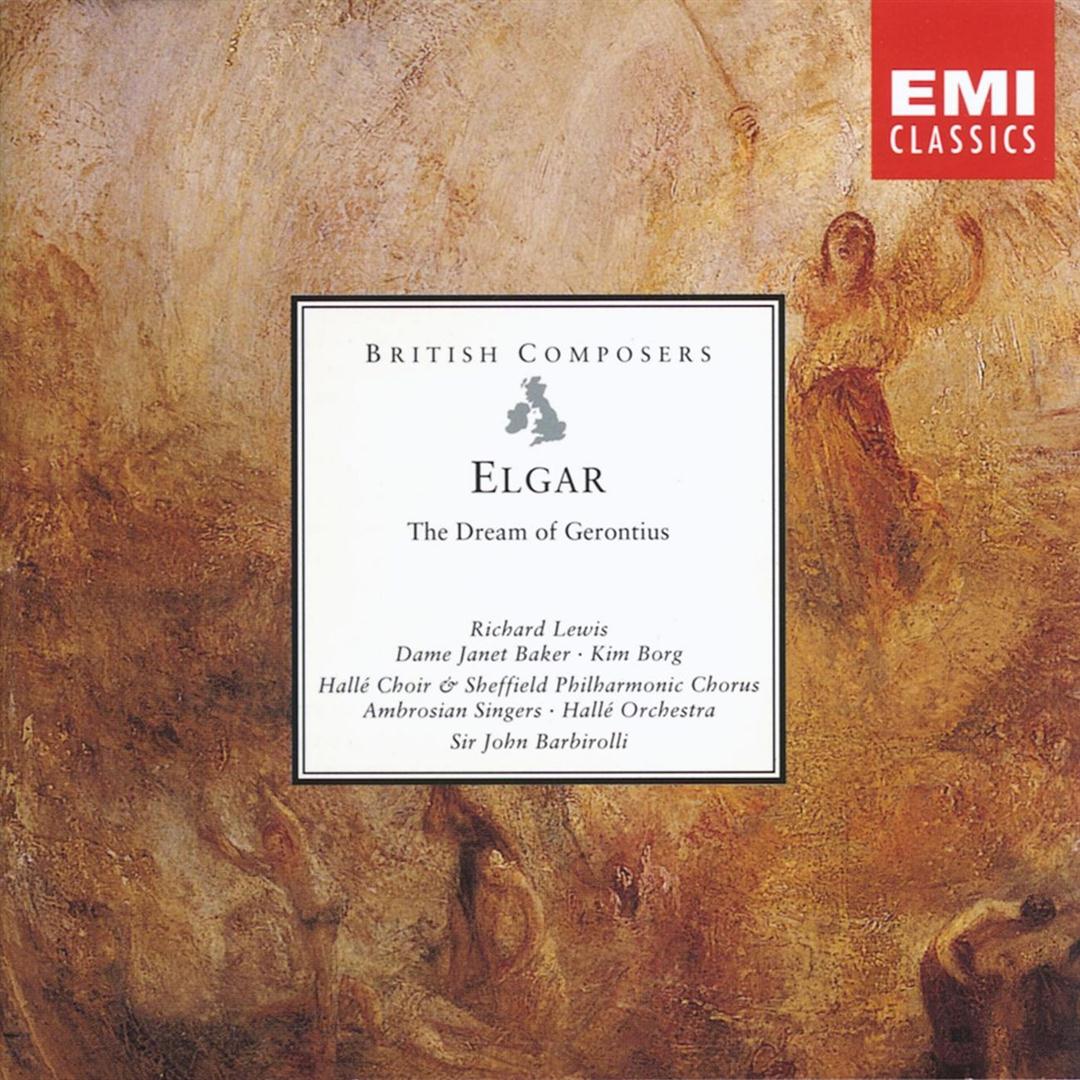 EMI
CLASSICS
BRITISH COMPOSERS
ELGAR
The Dream of Gerontius
Richard Lewis
Dame Janet Baker · Kim Borg
Hallé Choir & Sheffield Philharmonic Chorus
Ambrosian Singers · Hallé Orchestra
Sir John Barbirolli